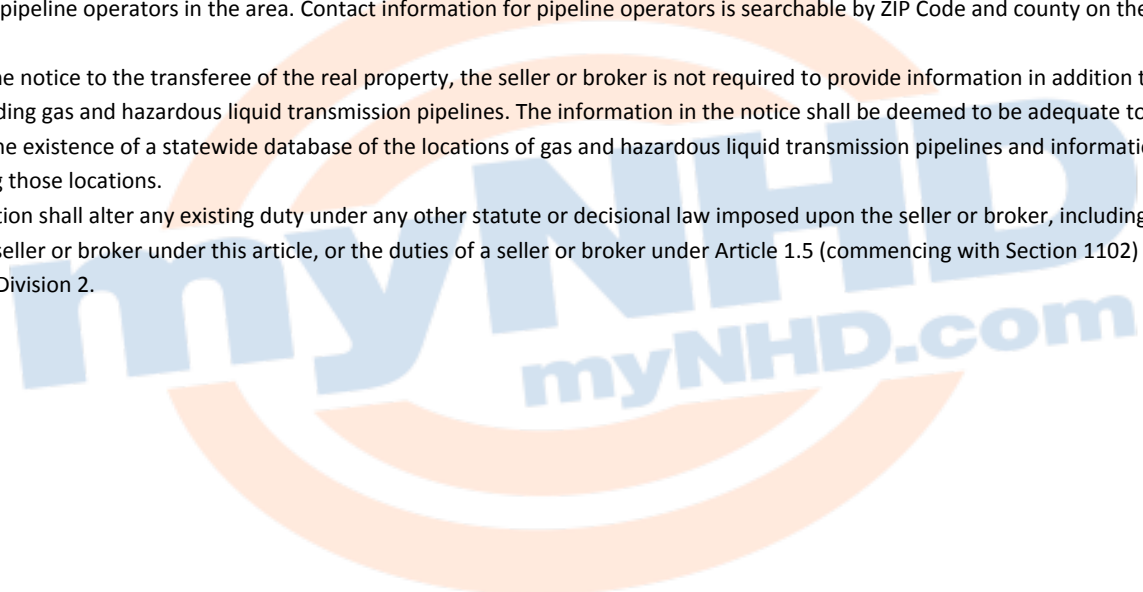 pipeline operators in the area. Contact information for pipeline operators is searchable by ZIP Code and county on the
ne notice to the transferee of the real property, the seller or broker is not required to provide information in addition t
ding gas and hazardous liquid transmission pipelines. The information in the notice shall be deemed to be adequate to
ne existence of a statewide database of the locations of gas and hazardous liquid transmission pipelines and informatio
g those locations.
tion shall alter any existing duty under any other statute or decisional law imposed upon the seller or broker, including
seller or broker under this article, or the duties of a seller or broker under Article 1.5 (commencing with Section 1102)
Division 2.
myNHD
myNHD.com